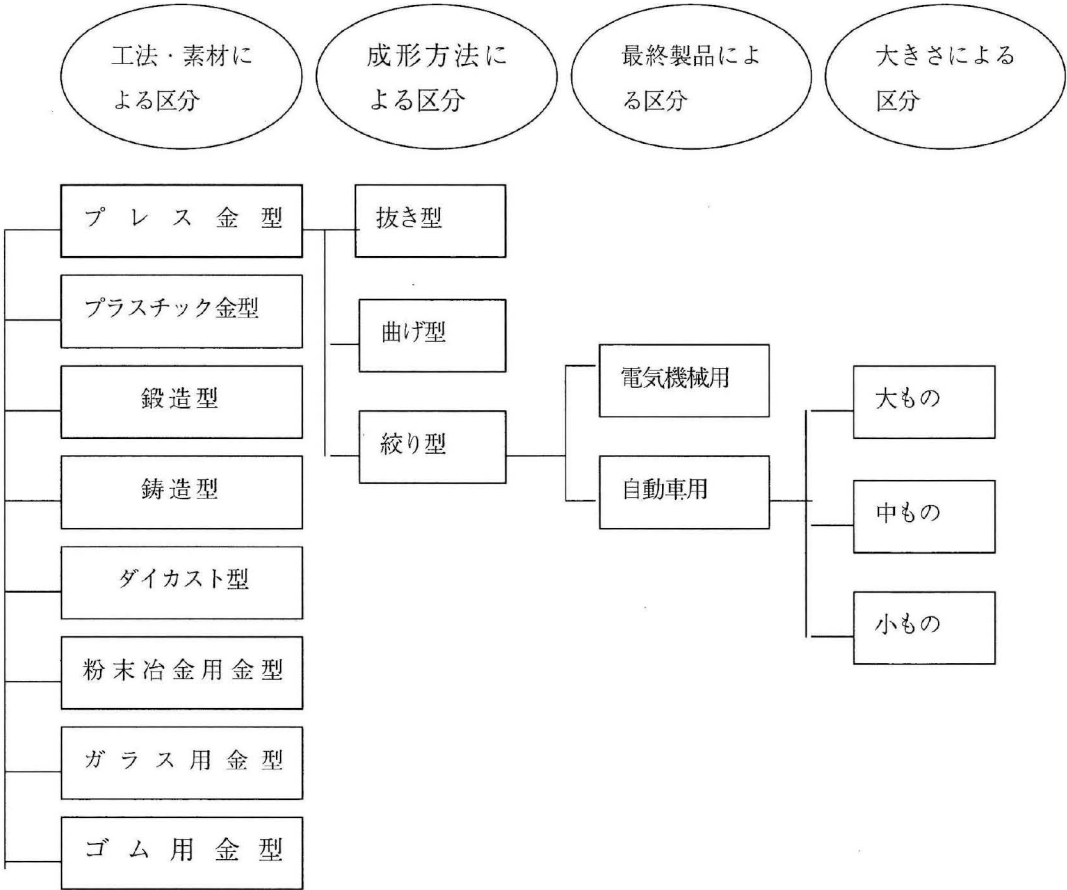 工法・素材に
よる区分
成形方法に
よる区分
最終製品によ
る区分
大きさによる
区分
プレス金型
プラスチック金型
鍛造型
鋳造型
ダイカスト型
粉末冶金用金型
ガラス用金型
ゴム用金型
抜き型
曲げ型
絞り型
電気機械用
自動車用
大もの
中もの
小もの